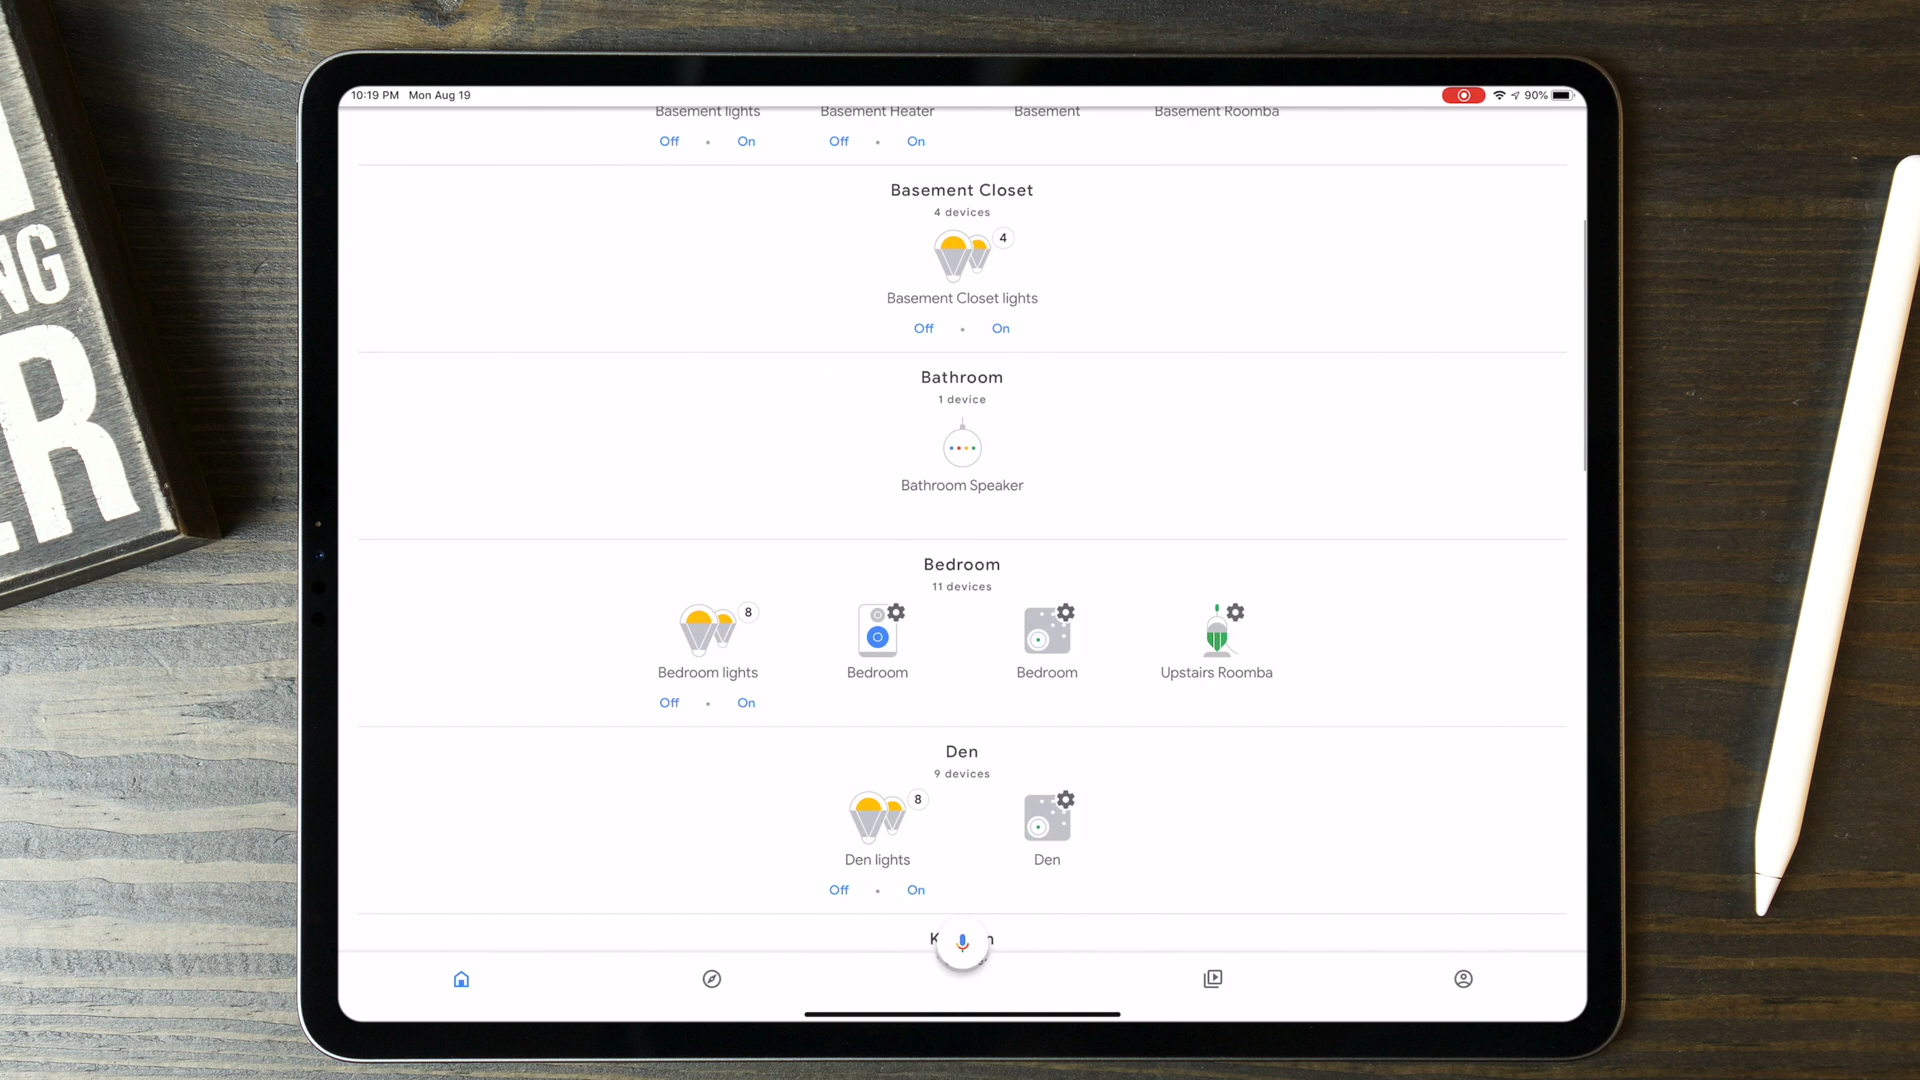 10:19 PM Mon Aug 19 90%
Basement lights Basement Heater Basement Basement Roomba
Off • On Off • On
Basement Closet
4 devices
4
Basement Closet lights
Off • On
Bathroom
1 device
Bathroom Speaker
Bedroom
11 devices
8
Bedroom lights Bedroom Bedroom Upstairs Roomba
Off • On
Den
9 devices
8
Den lights Den
Off • On
NG
ER